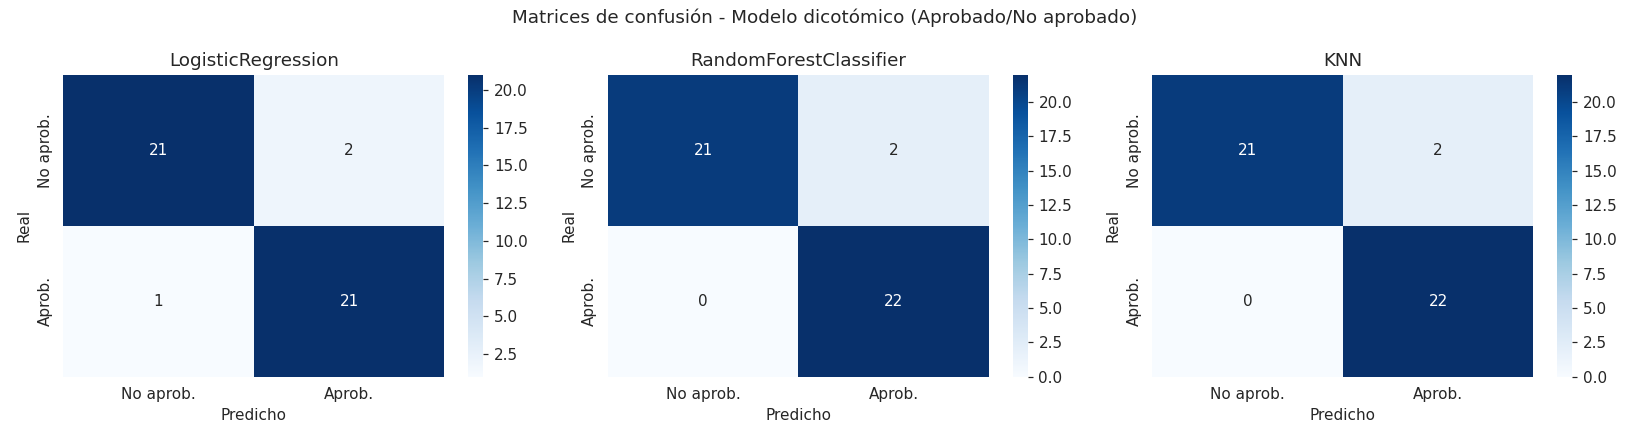 Matrices de confusión - Modelo dicotómico (Aprobado/No aprobado)
LogisticRegression
Real
No aprob.
Aprob.
21
2
1
21
No aprob.
Aprob.
Predicho
20.0
17.5
15.0
12.5
10.0
7.5
5.0
2.5
RandomForestClassifier
Real
No aprob.
Aprob.
21
2
0
22
No aprob.
Aprob.
Predicho
20.0
17.5
15.0
12.5
10.0
7.5
5.0
2.5
0.0
KNN
Real
No aprob.
Aprob.
21
2
0
22
No aprob.
Aprob.
Predicho
20.0
17.5
15.0
12.5
10.0
7.5
5.0
2.5
0.0